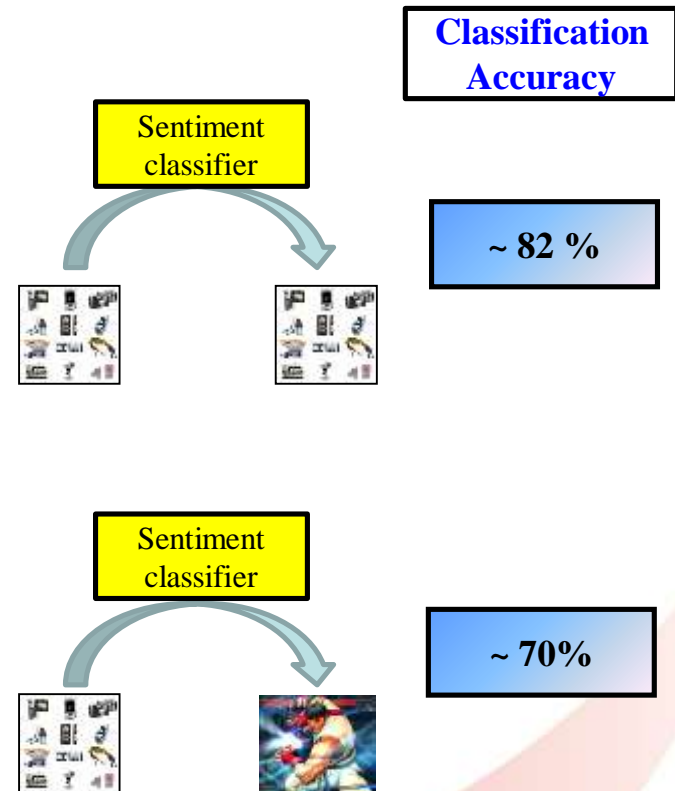 Classification
Accuracy
Sentiment
classifier
~ 82 %
Sentiment
classifier
~ 70%